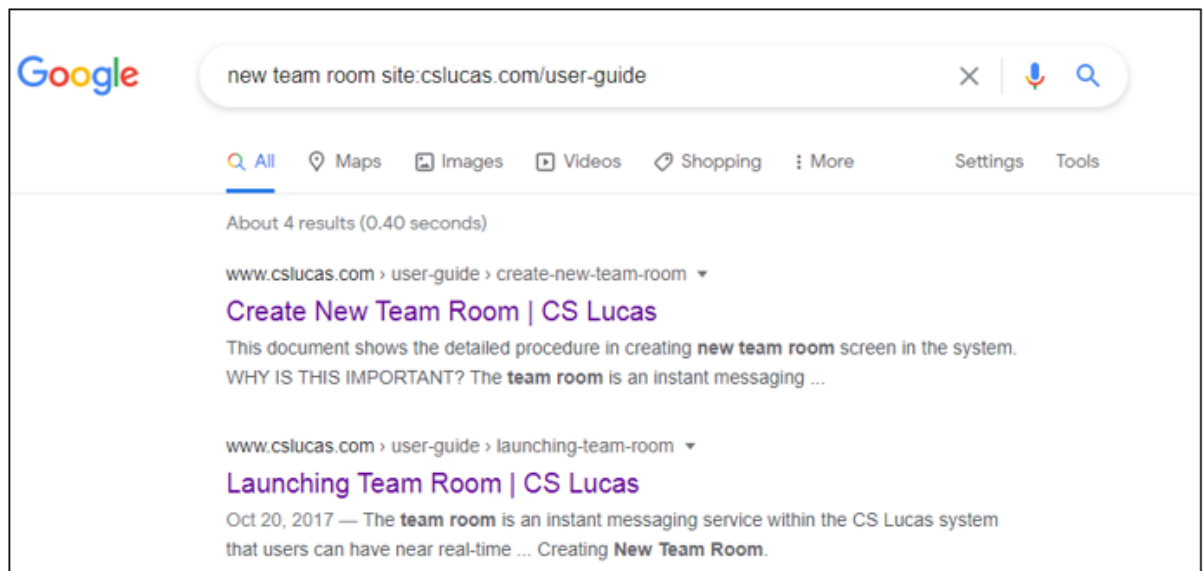 Google
new team room site:cslucas.com/user-guide
All Maps Images Videos Shopping More Settings Tools
About 4 results (0.40 seconds)
www.cslucas.com › user-guide › create-new-team-room
Create New Team Room | CS Lucas
This document shows the detailed procedure in creating new team room screen in the system.
WHY IS THIS IMPORTANT? The team room is an instant messaging ...
www.cslucas.com › user-guide › launching-team-room
Launching Team Room | CS Lucas
Oct 20, 2017 — The team room is an instant messaging service within the CS Lucas system
that users can have near real-time ... Creating New Team Room.